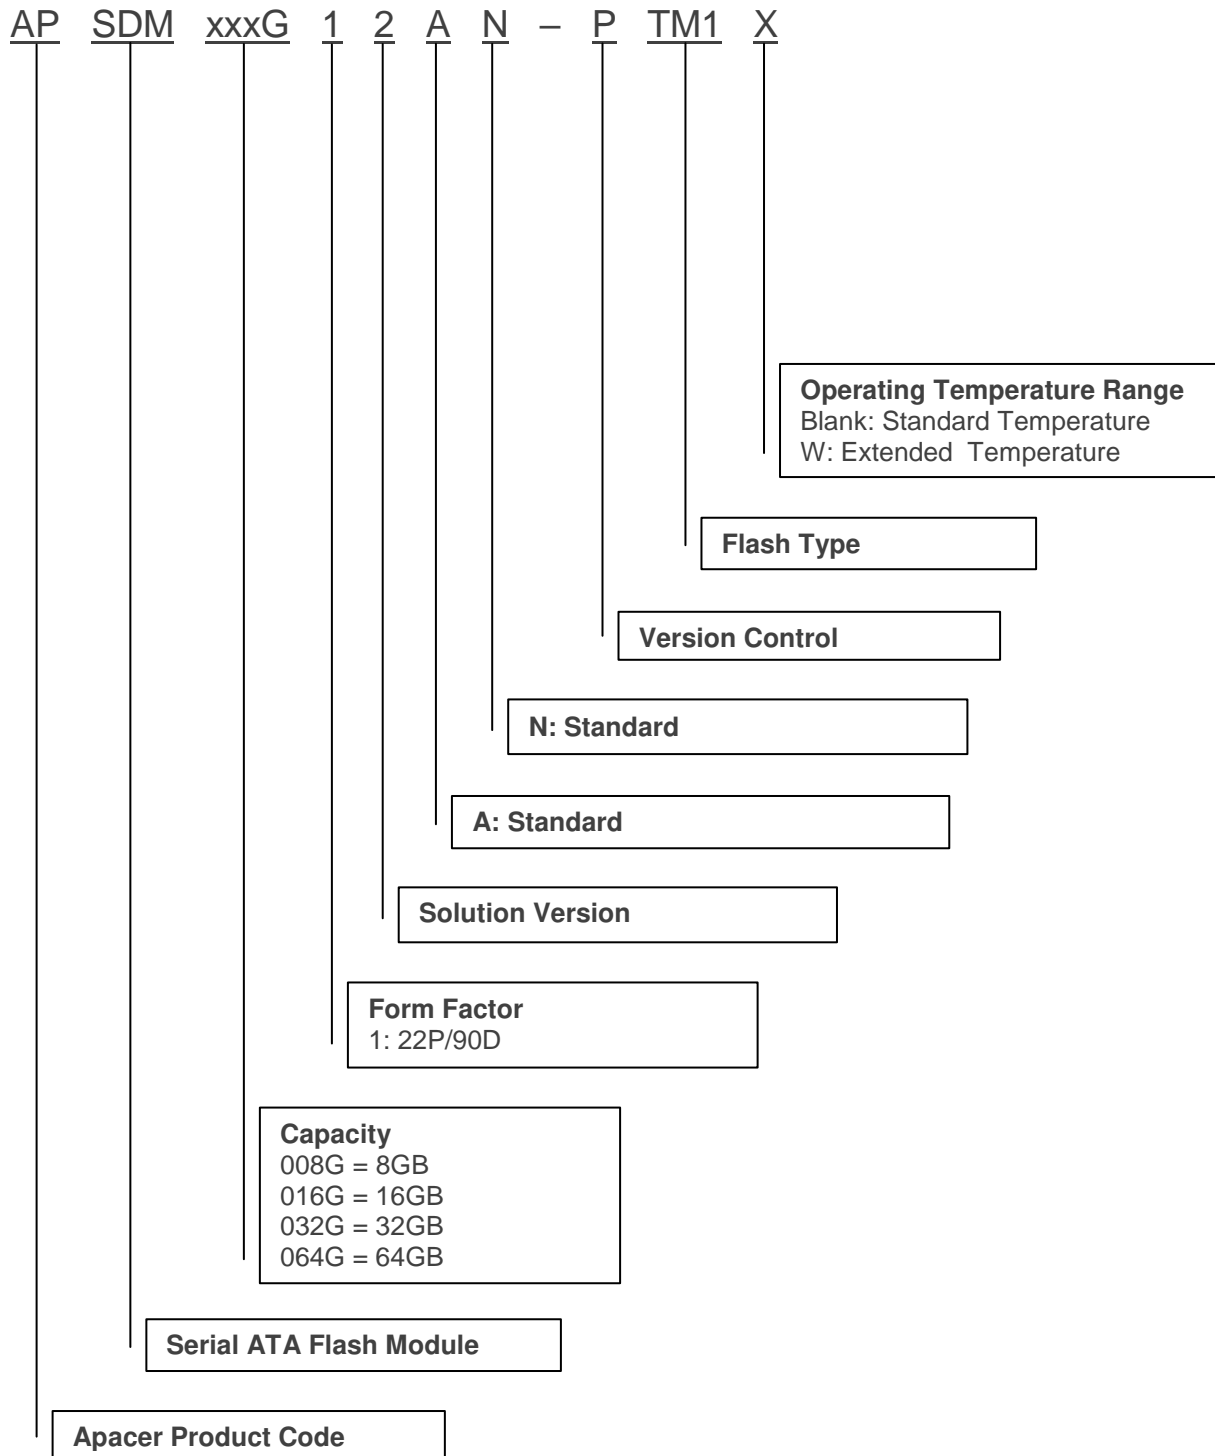 AP SDM xxxG 1 2 A N – P TM1 X
Operating Temperature Range
Blank: Standard Temperature
W: Extended Temperature
Flash Type
Version Control
N: Standard
A: Standard
Solution Version
Form Factor
1: 22P/90D
Capacity
008G = 8GB
016G = 16GB
032G = 32GB
064G = 64GB
Serial ATA Flash Module
Apacer Product Code